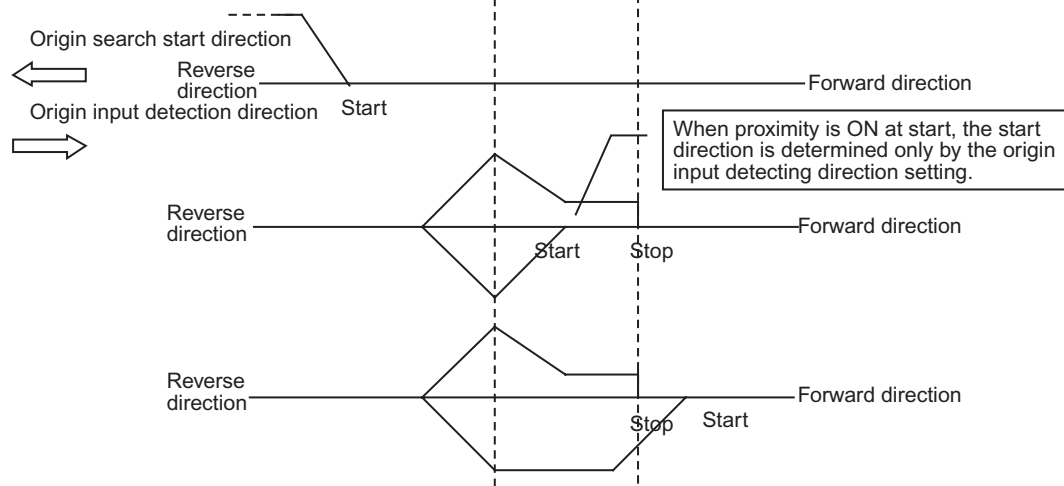 Origin search start direction
Reverse
direction
Forward direction
Start
Origin input detection direction
When proximity is ON at start, the start
direction is determined only by the origin
input detecting direction setting.
Reverse
direction
Forward direction
Start
Stop
Reverse
direction
Forward direction
Stop
Start